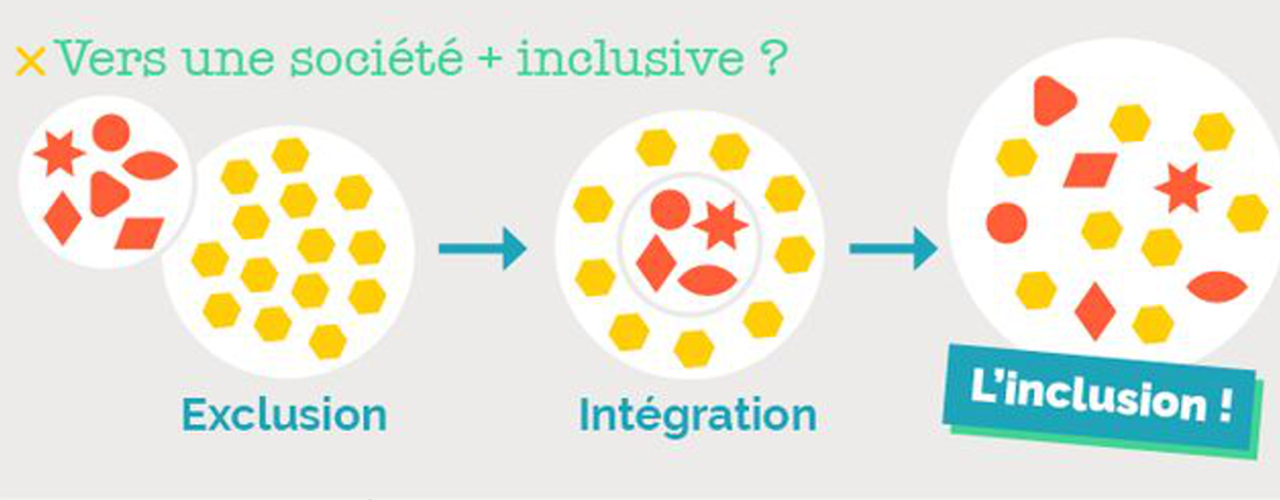 Vers une société + inclusive ?
Exclusion
Intégration
L'inclusion !